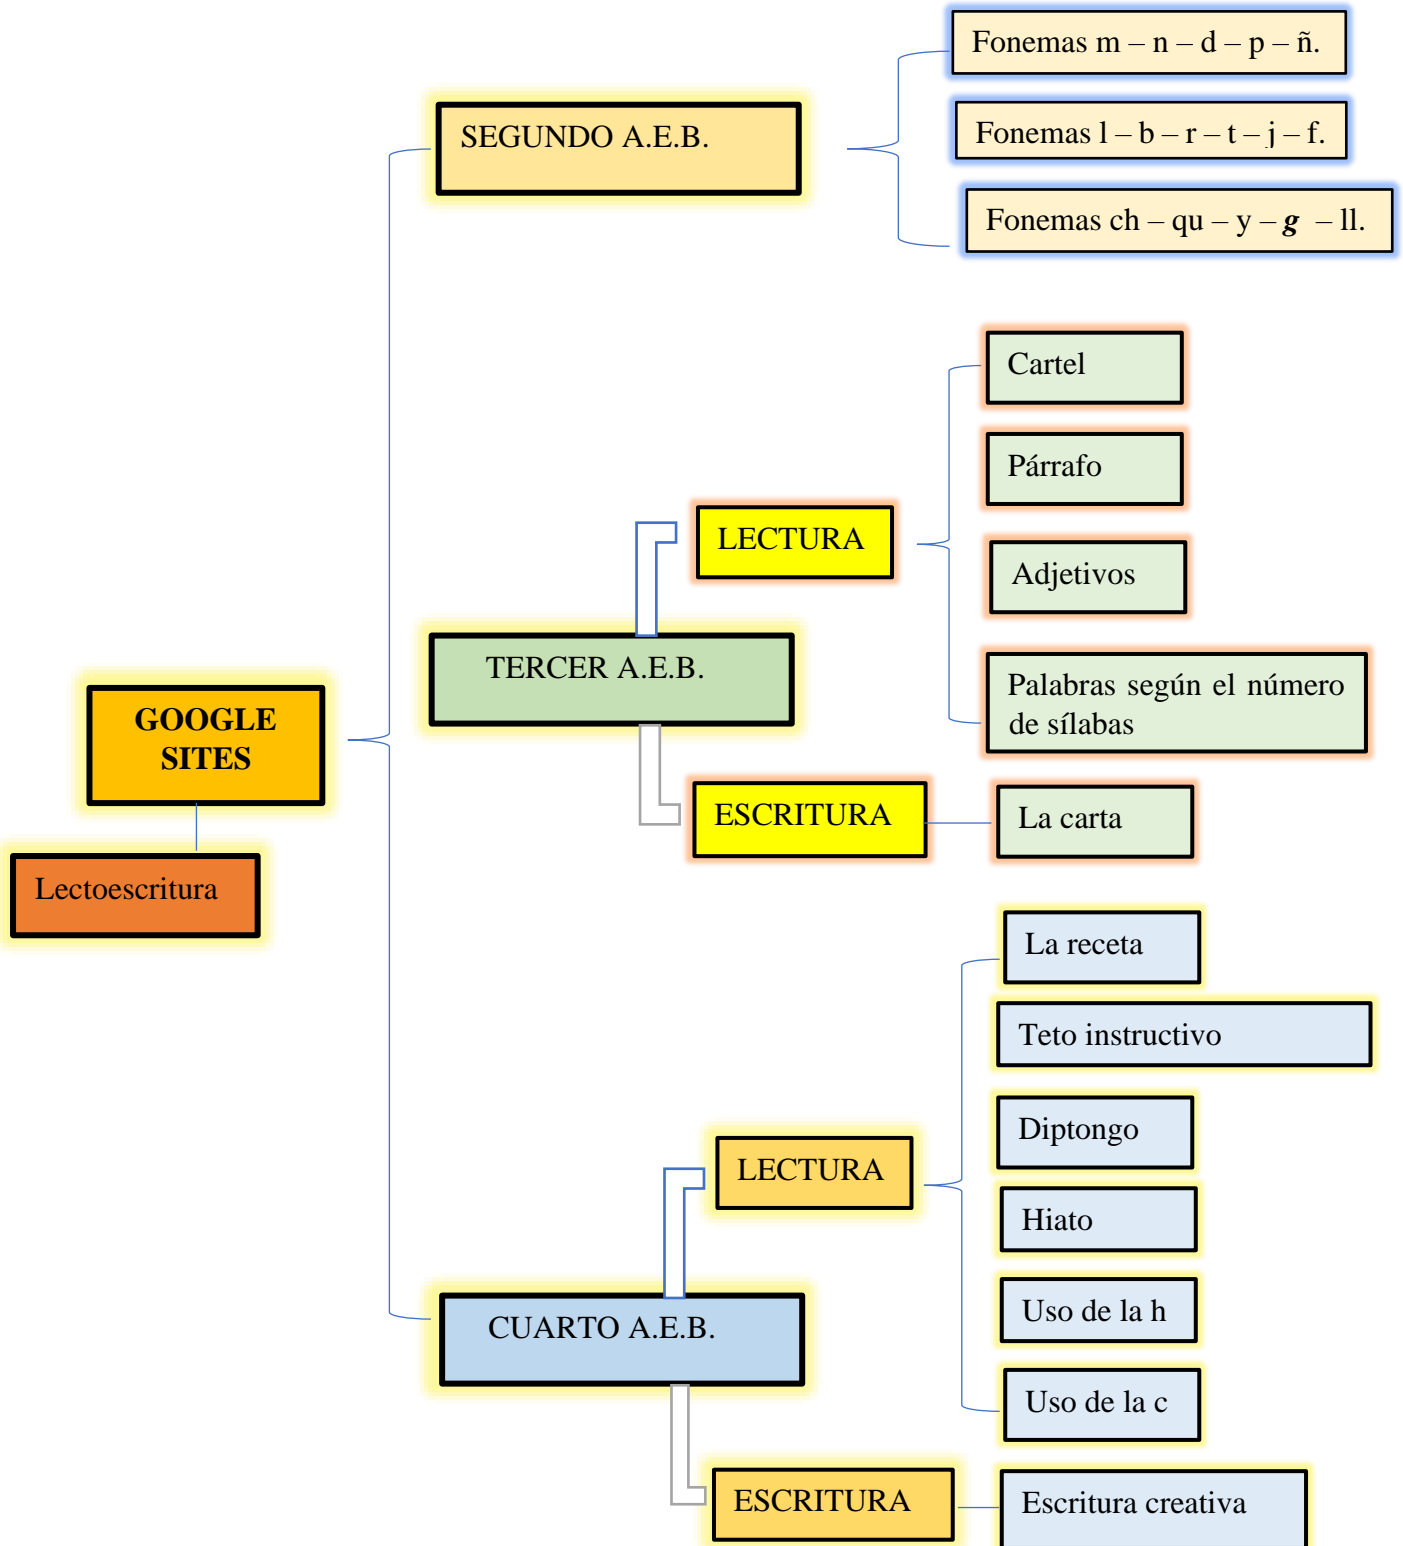 Fonemas m – n – d – p – ñ.
SEGUNDO A.E.B.
Fonemas l – b – r – t – j – f.
Fonemas ch – qu – y – g – ll.
Cartel
Párrafo
LECTURA
Adjetivos
TERCER A.E.B.
Palabras según el número
de sílabas
GOOGLE
SITES
ESCRITURA
La carta
Lectoescritura
La receta
Teto instructivo
Diptongo
LECTURA
Hiato
Uso de la h
CUARTO A.E.B.
Uso de la c
ESCRITURA
Escritura creativa